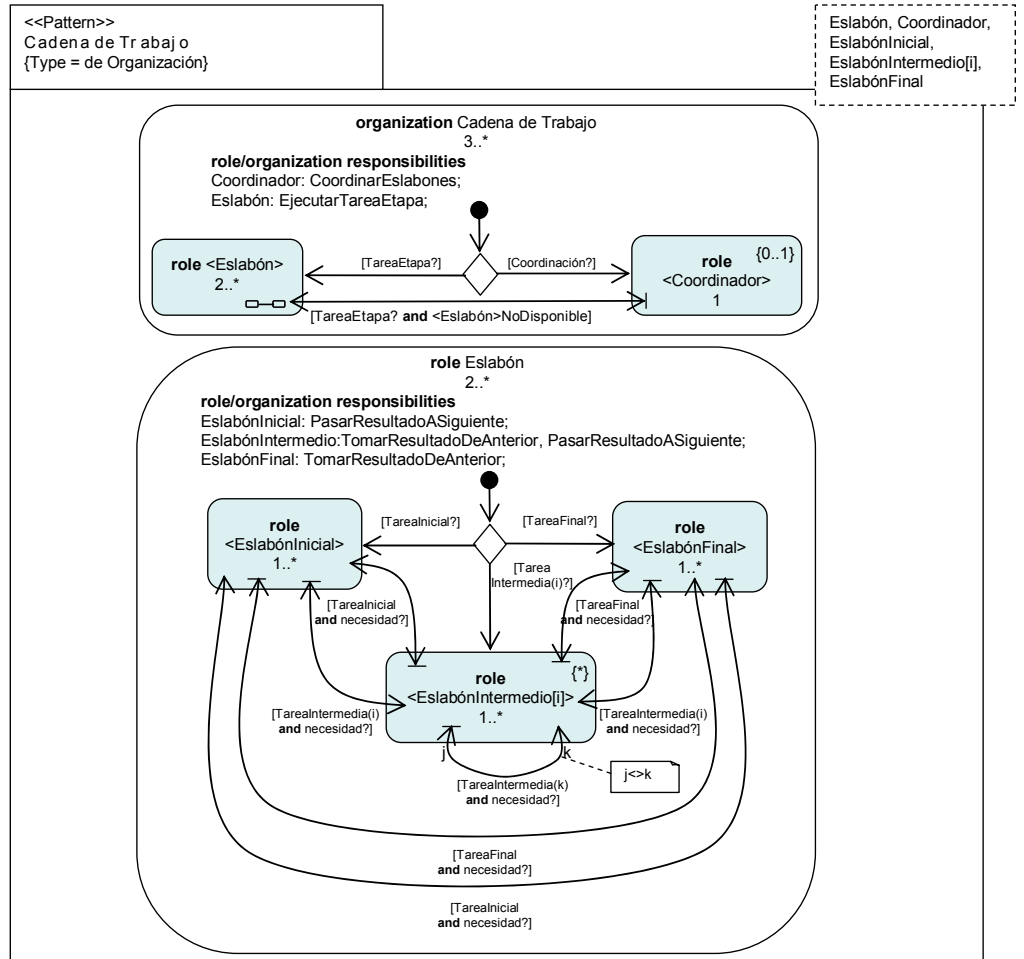 <<Pattern>>
Cadena de Trabajo
{Type = de Organización}
Eslabón, Coordinador,
EslabónInicial,
EslabónIntermedio[i],
EslabónFinal
organization Cadena de Trabajo
3..*
role/organization responsibilities
Coordinador: CoordinarEslabones;
Eslabón: EjecutarTareaEtapa;
role <Eslabón>
2..*
[TareaEtapa?]
[Coordinación?]
role
{0..1}
<Coordinador>
1
[TareaEtapa? and <Eslabón>NoDisponible]
role Eslabón
2..*
role/organization responsibilities
EslabónInicial: PasarResultadoASiguiente;
EslabónIntermedio:TomarResultadoDeAnterior, PasarResultadoASiguiente;
EslabónFinal: TomarResultadoDeAnterior;
role
<EslabónInicial>
1..*
[TareaInicial?]
[TareaFinal?]
role
<EslabónFinal>
1..*
[Tarea
Intermedia(i)?]
[TareaInicial
and necesidad?]
[TareaFinal
and necesidad?]
role
{*}
<EslabónIntermedio[i]>
1..*
[TareaIntermedia(i)
and necesidad?]
[TareaIntermedia(i)
and necesidad?]
j
k
j<>k
[TareaIntermedia(k)
and necesidad?]
[TareaFinal
and necesidad?]
[TareaInicial
and necesidad?]